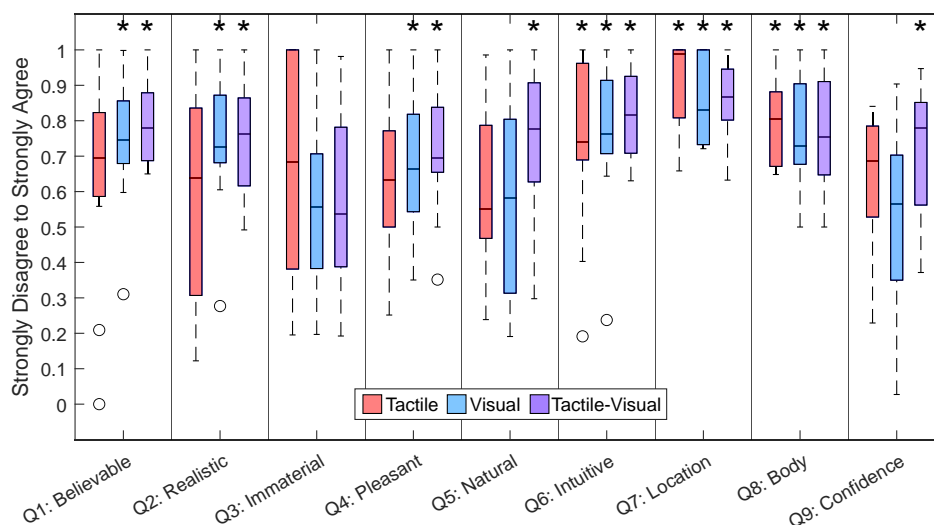 * * * * * * * * * * * * * * * * * *
Strongly Disagree to Strongly Agree
1
0.9
0.8
0.7
0.6
0.5
0.4
0.3
0.2
0.1
0
Tactile Visual Tactile-Visual
Q1: Believable
Q2: Realistic
Q3: Immaterial
Q4: Pleasant
Q5: Natural
Q6: Intuitive
Q7: Location
Q8: Body
Q9: Confidence